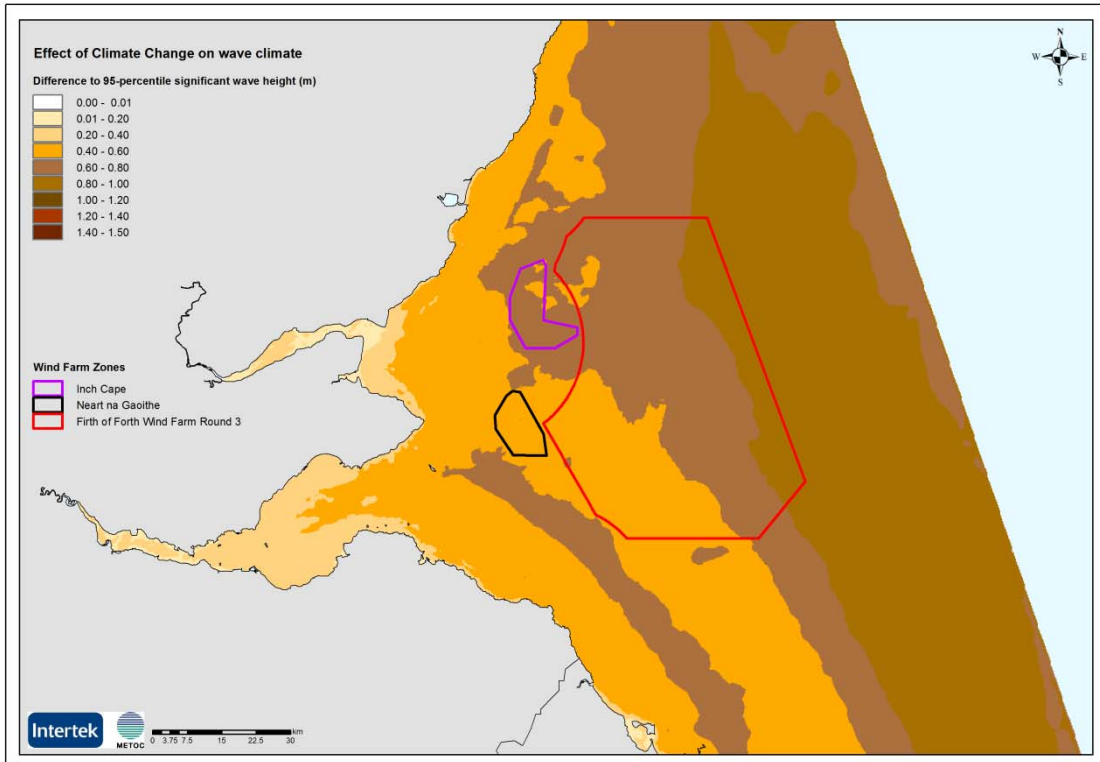 Effect of Climate Change on wave climate
Difference to 95-percentile significant wave height (m)
0.00 - 0.01
0.01 - 0.20
0.20 - 0.40
0.40 - 0.60
0.60 - 0.80
0.80 - 1.00
1.00 - 1.20
1.20 - 1.40
1.40 - 1.50
N
W E
S
Wind Farm Zones
Inch Cape
Neart na Gaoithe
Firth of Forth Wind Farm Round 3
Intertek
METOC
km
0 3.75 7.5 15 22.5 30